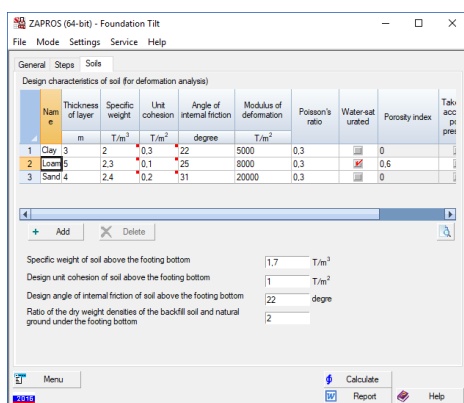 ZAPROS (64-bit) - Foundation Tilt
File Mode Settings Service Help
General Steps Soils
Design characteristics of soil (for deformation analysis)
Nam e Thickness of layer Specific weight Unit cohesion Angle of internal friction Modulus of deformation Poisson's ratio Water-sat urated Porosity index
m T/m³ T/m² degree T/m²
1 Clay 3 2 0,3 22 5000 0,3 0
2 Loam 5 2,3 0,1 25 8000 0,3 0,6
3 Sand 4 2,4 0,2 31 20000 0,3 0
+ Add Delete
Specific weight of soil above the footing bottom 1,7 T/m³
Design unit cohesion of soil above the footing bottom 1 T/m²
Design angle of internal friction of soil above the footing bottom 22 degre
Ratio of the dry weight densities of the backfill soil and natural
ground under the footing bottom 2
Menu Calculate
2016 Report Help